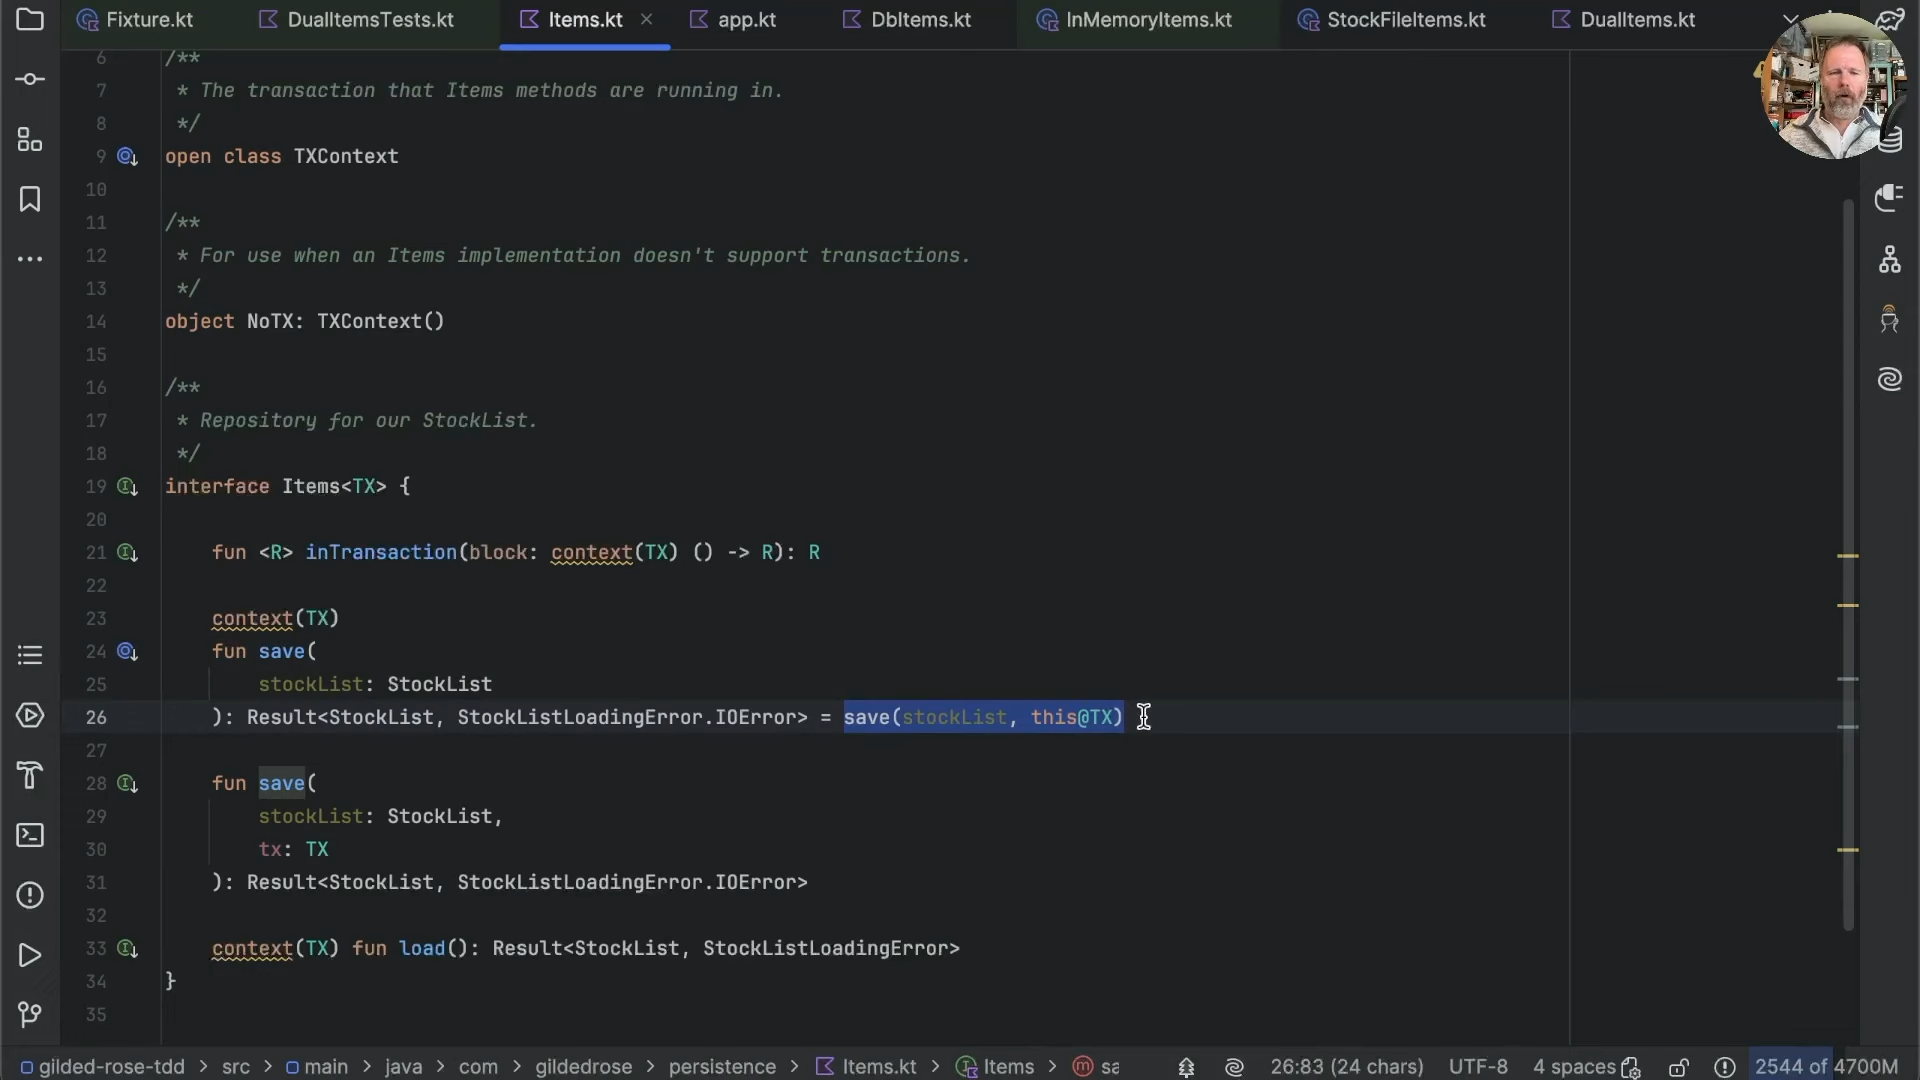 Fixture.kt DualItemsTests.kt Items.kt app.kt DbItems.kt InMemoryItems.kt StockFileItems.kt DualItems.kt
6 /**
7 * The transaction that Items methods are running in.
8 */
9 open class TXContext
10
11 /**
12 * For use when an Items implementation doesn't support transactions.
13 */
14 object NoTX: TXContext()
15
16 /**
17 * Repository for our StockList.
18 */
19 interface Items<TX> {
20
21 fun <R> inTransaction(block: context(TX) () -> R): R
22
23 context(TX)
24 fun save(
25 stockList: StockList
26 ): Result<StockList, StockListLoadingError.IOError> = save(stockList, this@TX)
27
28 fun save(
29 stockList: StockList,
30 tx: TX
31 ): Result<StockList, StockListLoadingError.IOError>
32
33 context(TX) fun load(): Result<StockList, StockListLoadingError>
34 }
35
gilded-rose-tdd > src > main > java > com > gildedrose > persistence > Items.kt > Items > sa 26:83 (24 chars) UTF-8 4 spaces 2544 of 4700M